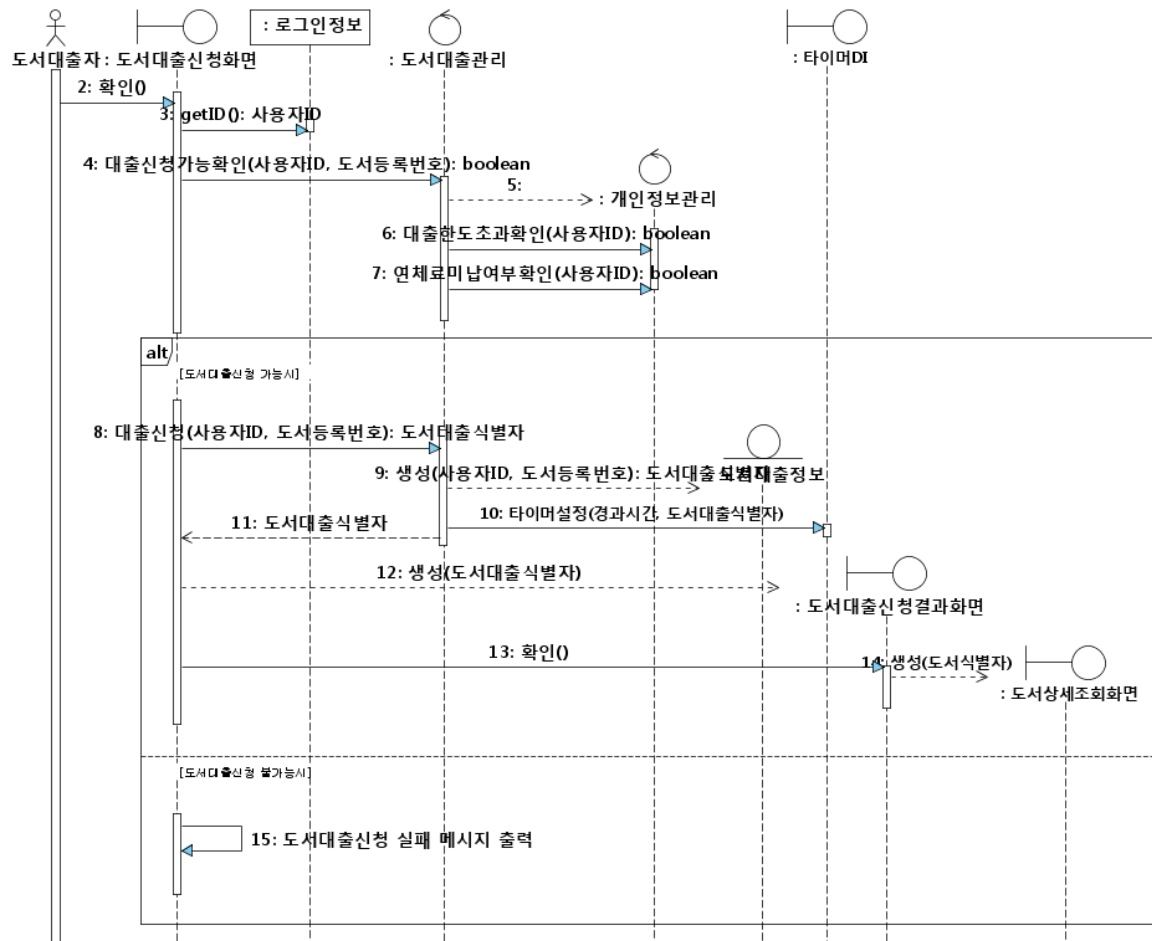 : 로그인정보
도서대출자
: 도서대출신청화면
: 도서대출관리
: 타이머DI
2: 확인()
3: getID(): 사용자ID
4: 대출신청가능확인(사용자ID, 도서등록번호): boolean
5:
: 개인정보관리
6: 대출한도초과확인(사용자ID): boolean
7: 연체료미납여부확인(사용자ID): boolean
alt
[도서대출신청 가능시]
8: 대출신청(사용자ID, 도서등록번호): 도서대출식별자
9: 생성(사용자ID, 도서등록번호): 도서대출식별자
: 도서대출정보
10: 타이머설정(경과시간, 도서대출식별자)
11: 도서대출식별자
12: 생성(도서대출식별자)
: 도서대출신청결과화면
13: 확인()
14: 생성(도서식별자)
: 도서상세조회화면
[도서대출신청 불가능시]
15: 도서대출신청 실패 메시지 출력